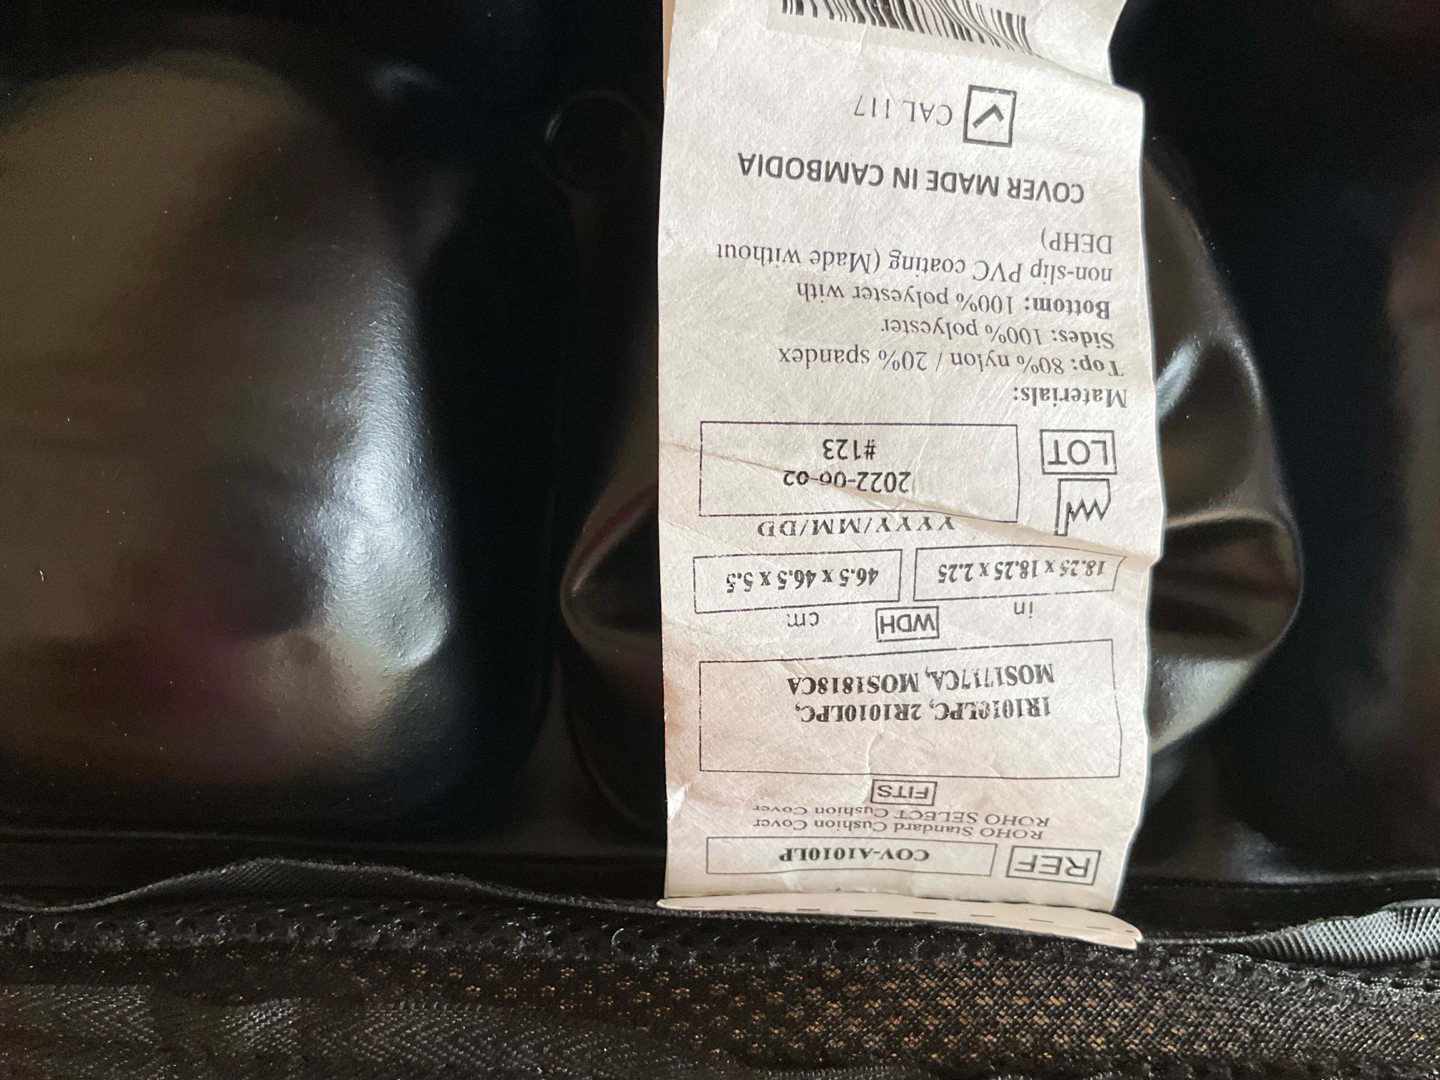 REF COV-A1010LP
ROHO Standard Cushion Cover
ROHO SELECT Cushion Cover
FITS
1R1010LPC, 2R1010LPC,
MOS1717CA, MOS1818CA
in WDH cm
18.25 x 18.25 x 2.25 46.5 x 46.5 x 5.5
YYYY/MM/DD
2022-06-02
LOT #123
Materials:
Top: 80% nylon / 20% spandex
Sides: 100% polyester
Bottom: 100% polyester with
non-slip PVC coating (Made without
DEHP)
COVER MADE IN CAMBODIA
CAL 117